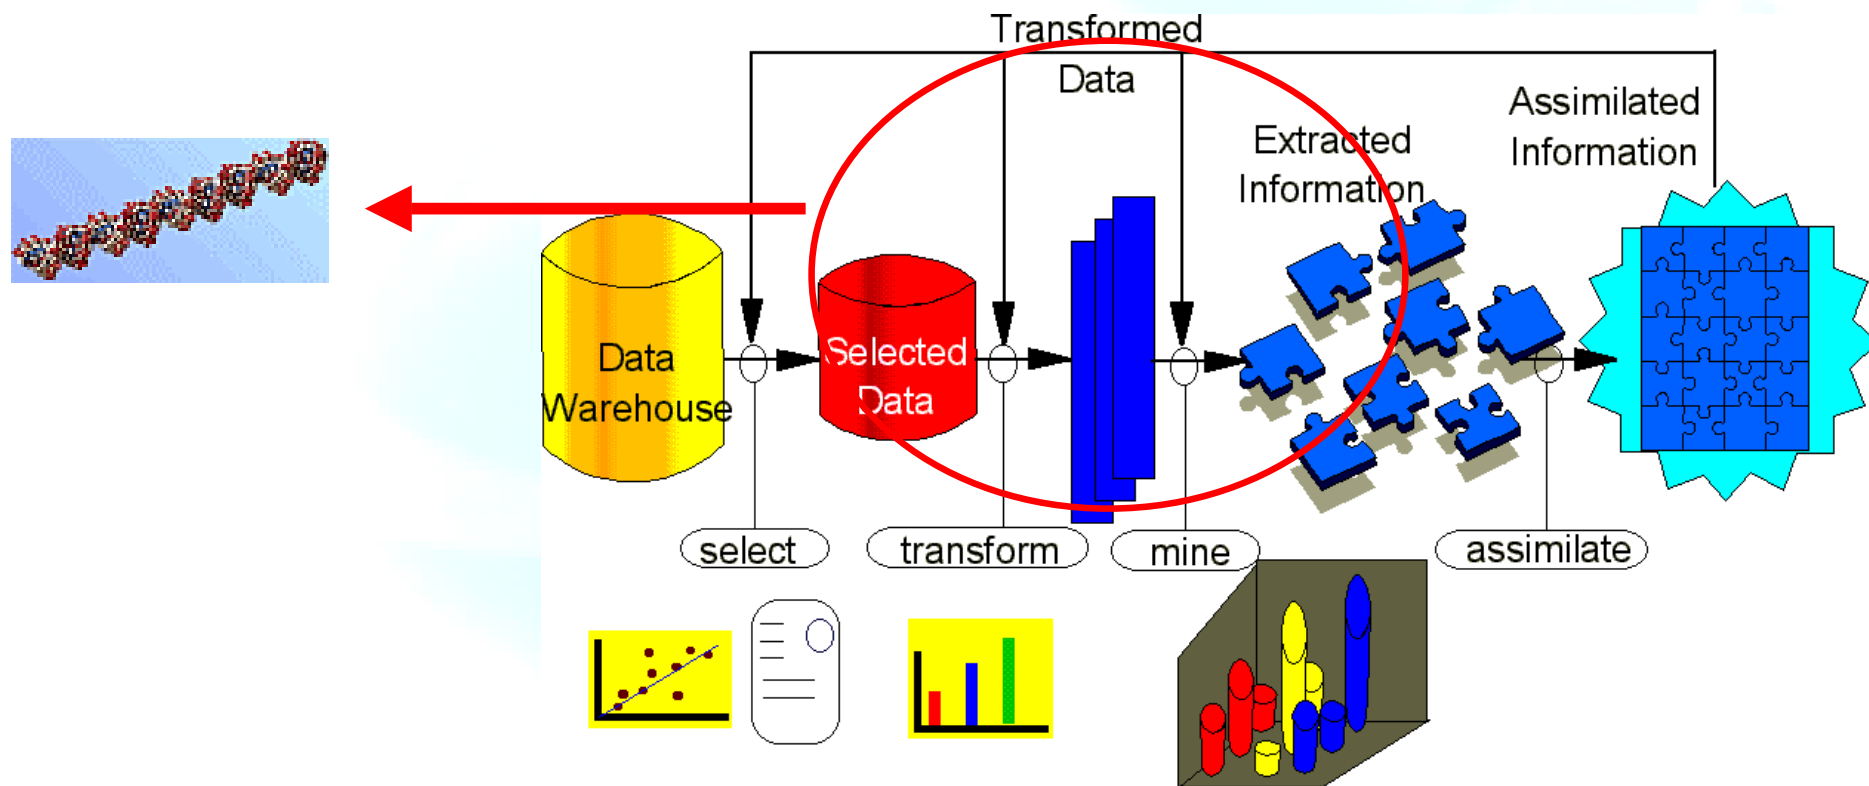 Transformed
Data
Assimilated
Information
Extracted
Information
Data
Warehouse
Selected
Data
select
transform
mine
assimilate